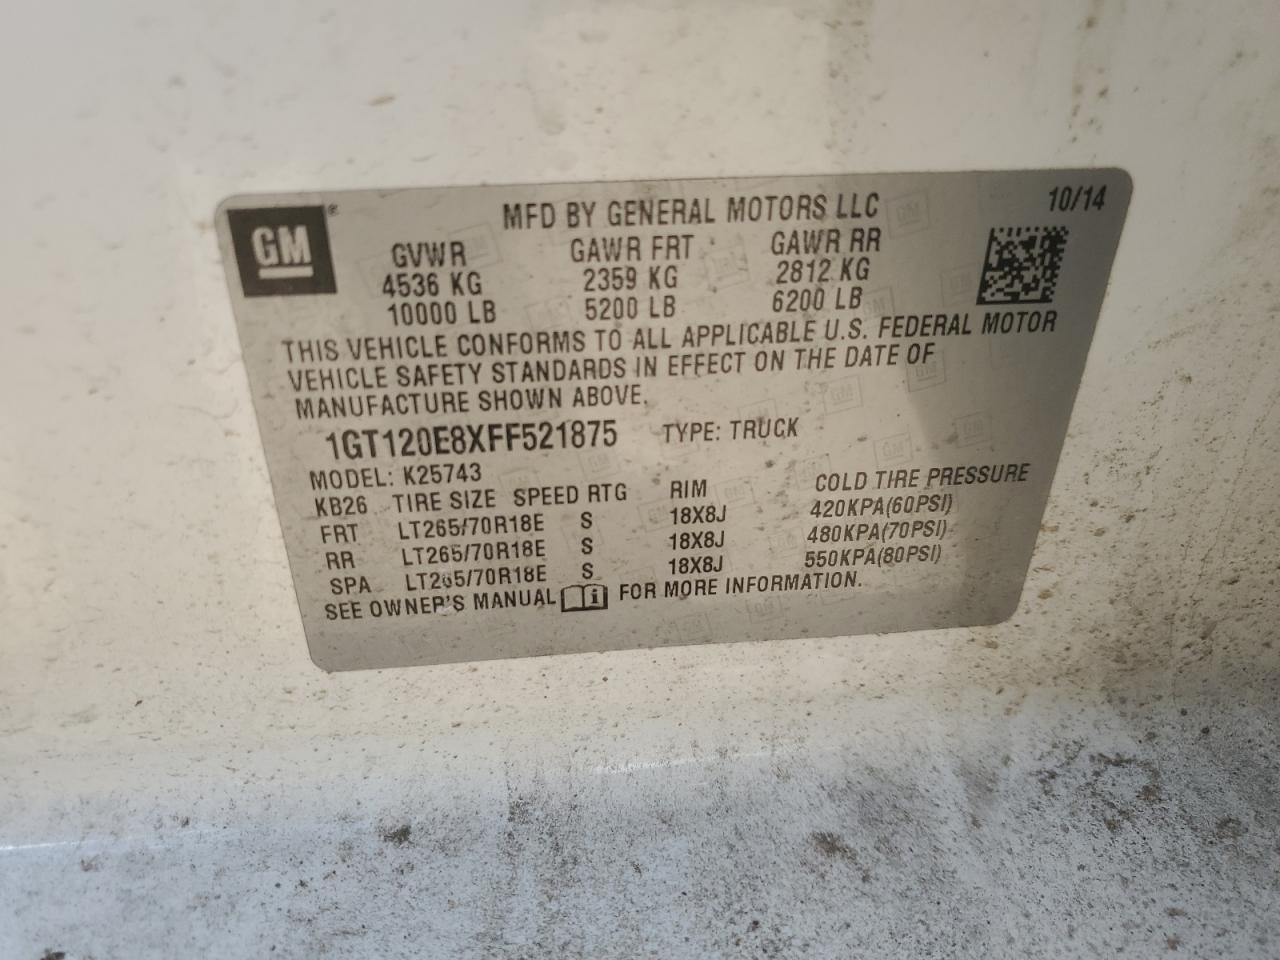 GM®
MFD BY GENERAL MOTORS LLC 10/14
GVWR GAWR FRT GAWR RR
4536 KG 2359 KG 2812 KG
10000 LB 5200 LB 6200 LB
THIS VEHICLE CONFORMS TO ALL APPLICABLE U.S. FEDERAL MOTOR
VEHICLE SAFETY STANDARDS IN EFFECT ON THE DATE OF
MANUFACTURE SHOWN ABOVE.
1GT120E8XFF521875 TYPE: TRUCK
MODEL: K25743
KB26 TIRE SIZE SPEED RTG RIM COLD TIRE PRESSURE
FRT LT265/70R18E S 18X8J 420KPA(60PSI)
RR LT265/70R18E S 18X8J 480KPA(70PSI)
SPA LT265/70R18E S 18X8J 550KPA(80PSI)
SEE OWNER'S MANUAL i FOR MORE INFORMATION.